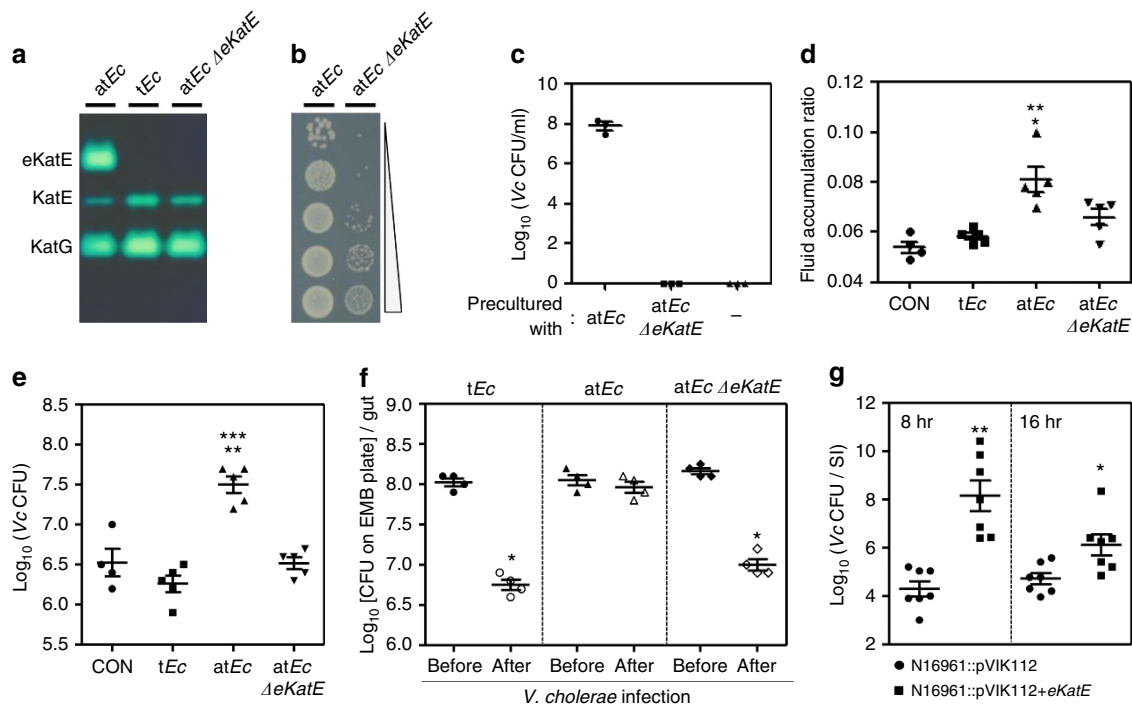 a
atEc
tEc
atEc ΔeKatE
eKatE
KatE
KatG
b
atEc
atEc ΔeKatE
c
Log10 (Vc CFU/ml)
10
8
6
4
2
0
Precultured with :
atEc
atEc ΔeKatE
–
d
Fluid accumulation ratio
0.12
0.10
0.08
0.06
0.04
**
*
CON
tEc
atEc
atEc
ΔeKatE
e
Log10 (Vc CFU)
8.5
8.0
7.5
7.0
6.5
6.0
5.5
***
**
CON
tEc
atEc
atEc
ΔeKatE
f
tEc
atEc
atEc ΔeKatE
Log10 [CFU on EMB plate] / gut
9.0
8.5
8.0
7.5
7.0
6.5
6.0
*
*
Before After Before After Before After
V. cholerae infection
g
Log10 (Vc CFU / SI)
12
10
8
6
4
2
8 hr
16 hr
**
*
● N16961::pVIK112
■ N16961::pVIK112+eKatE